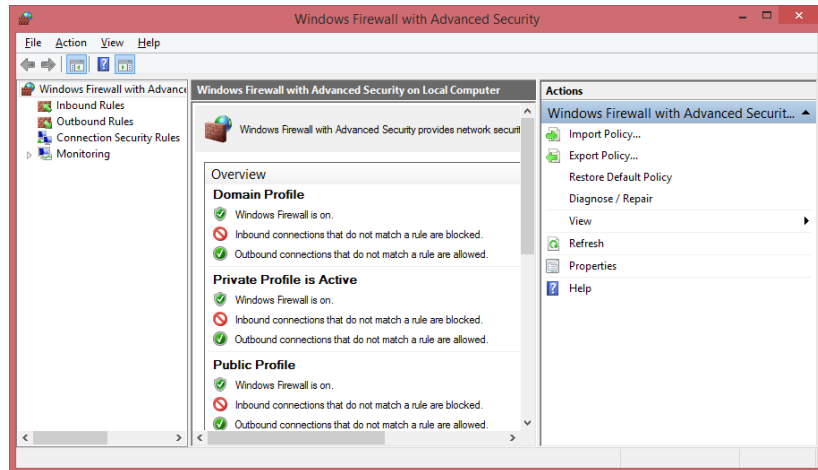 Windows Firewall with Advanced Security
File Action View Help
Windows Firewall with Advance
Inbound Rules
Outbound Rules
Connection Security Rules
Monitoring
Windows Firewall with Advanced Security on Local Computer
Windows Firewall with Advanced Security provides network securit
Overview
Domain Profile
Windows Firewall is on.
Inbound connections that do not match a rule are blocked.
Outbound connections that do not match a rule are allowed.
Private Profile is Active
Windows Firewall is on.
Inbound connections that do not match a rule are blocked.
Outbound connections that do not match a rule are allowed.
Public Profile
Windows Firewall is on.
Inbound connections that do not match a rule are blocked.
Outbound connections that do not match a rule are allowed.
Actions
Windows Firewall with Advanced Securit...
Import Policy...
Export Policy...
Restore Default Policy
Diagnose / Repair
View
Refresh
Properties
Help